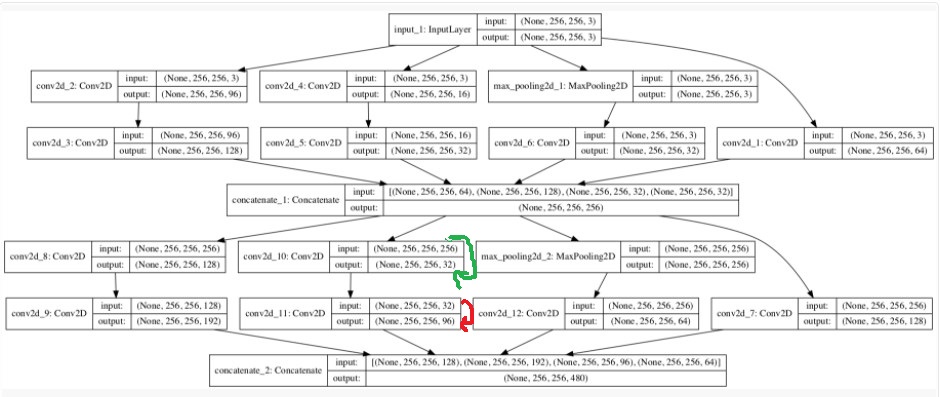 input_1: InputLayer
input: (None, 256, 256, 3)
output: (None, 256, 256, 3)
conv2d_2: Conv2D
input: (None, 256, 256, 3)
output: (None, 256, 256, 96)
conv2d_4: Conv2D
input: (None, 256, 256, 3)
output: (None, 256, 256, 16)
max_pooling2d_1: MaxPooling2D
input: (None, 256, 256, 3)
output: (None, 256, 256, 3)
conv2d_3: Conv2D
input: (None, 256, 256, 96)
output: (None, 256, 256, 128)
conv2d_5: Conv2D
input: (None, 256, 256, 16)
output: (None, 256, 256, 32)
conv2d_6: Conv2D
input: (None, 256, 256, 3)
output: (None, 256, 256, 32)
conv2d_1: Conv2D
input: (None, 256, 256, 3)
output: (None, 256, 256, 64)
concatenate_1: Concatenate
input: [(None, 256, 256, 64), (None, 256, 256, 128), (None, 256, 256, 32), (None, 256, 256, 32)]
output: (None, 256, 256, 256)
conv2d_8: Conv2D
input: (None, 256, 256, 256)
output: (None, 256, 256, 128)
conv2d_10: Conv2D
input: (None, 256, 256, 256)
output: (None, 256, 256, 32)
max_pooling2d_2: MaxPooling2D
input: (None, 256, 256, 256)
output: (None, 256, 256, 256)
conv2d_9: Conv2D
input: (None, 256, 256, 128)
output: (None, 256, 256, 192)
conv2d_11: Conv2D
input: (None, 256, 256, 32)
output: (None, 256, 256, 96)
conv2d_12: Conv2D
input: (None, 256, 256, 256)
output: (None, 256, 256, 64)
conv2d_7: Conv2D
input: (None, 256, 256, 256)
output: (None, 256, 256, 128)
concatenate_2: Concatenate
input: [(None, 256, 256, 128), (None, 256, 256, 192), (None, 256, 256, 96), (None, 256, 256, 64)]
output: (None, 256, 256, 480)